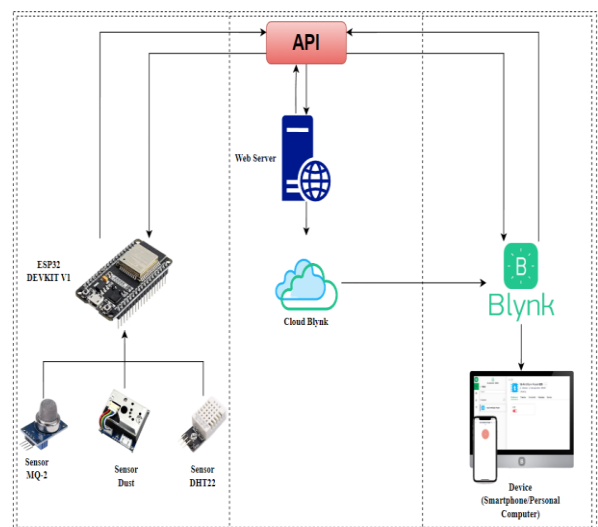 API
Web Server
ESP32
DEVKIT V1
Cloud Blynk
B
Blynk
Sensor
MQ-2
Sensor
Dust
Sensor
DHT22
Device
(Smartphone/Personal
Computer)